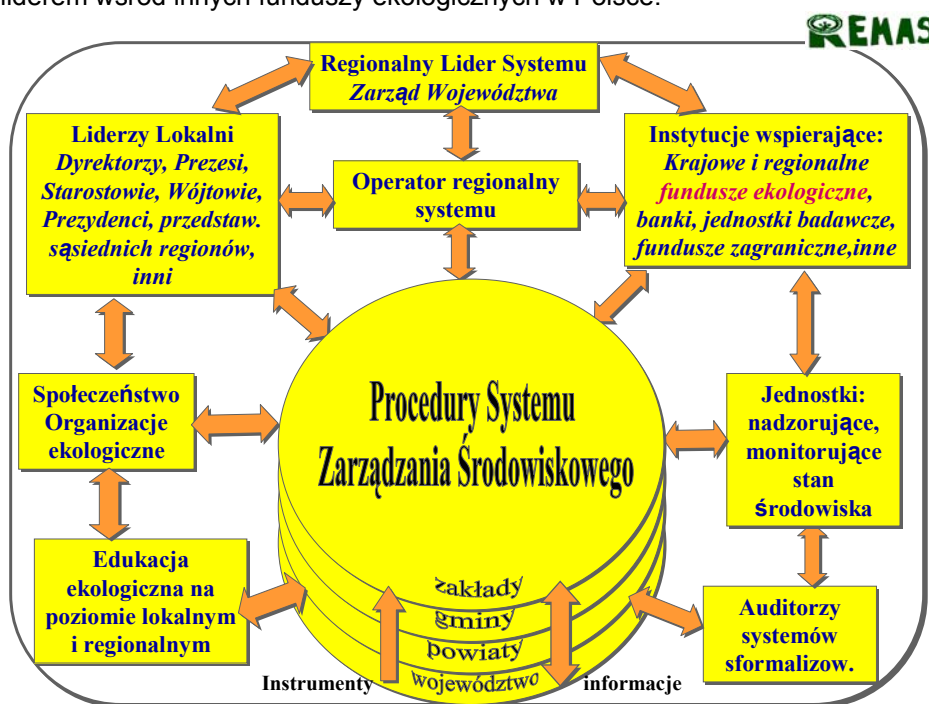 liderem wśród innych funduszy ekologicznych w Polsce.
REMAS
Regionalny Lider Systemu
Zarząd Województwa
Liderzy Lokalni
Dyrektorzy, Prezesi,
Starostowie, Wójtowie,
Prezydenci, przedstaw.
sąsiednich regionów,
inni
Operator regionalny
systemu
Instytucje wspierające:
Krajowe i regionalne
fundusze ekologiczne,
banki, jednostki badawcze,
fundusze zagraniczne,inne
Społeczeństwo
Organizacje
ekologiczne
Procedury Systemu
Zarządzania Środowiskowego
Jednostki:
nadzorujące,
monitorujące
stan
środowiska
Edukacja
ekologiczna na
poziomie lokalnym
i regionalnym
zakłady
gminy
powiaty
województwo
Auditorzy
systemów
sformalizow.
Instrumenty
informacje